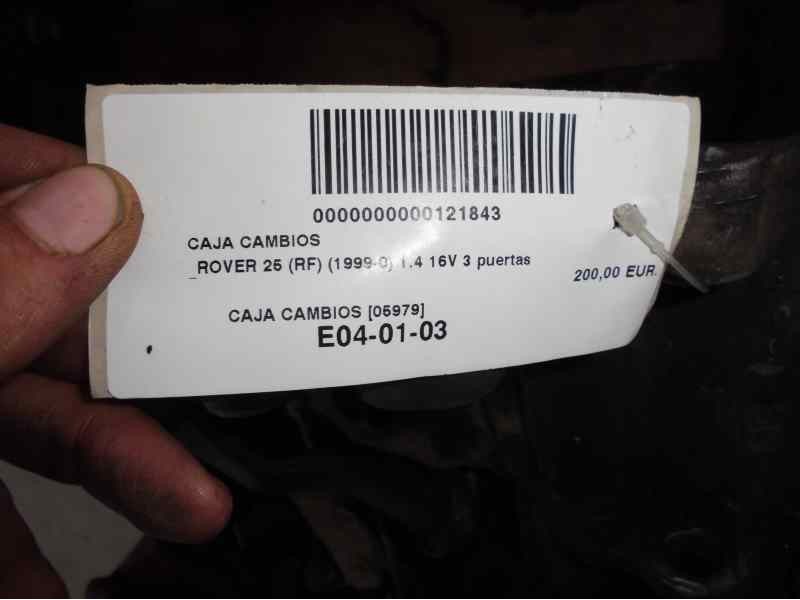 0000000000121843
CAJA CAMBIOS
_ROVER 25 (RF) (1999-0) 1.4 16V 3 puertas
200,00 EUR.
CAJA CAMBIOS [05979]
E04-01-03